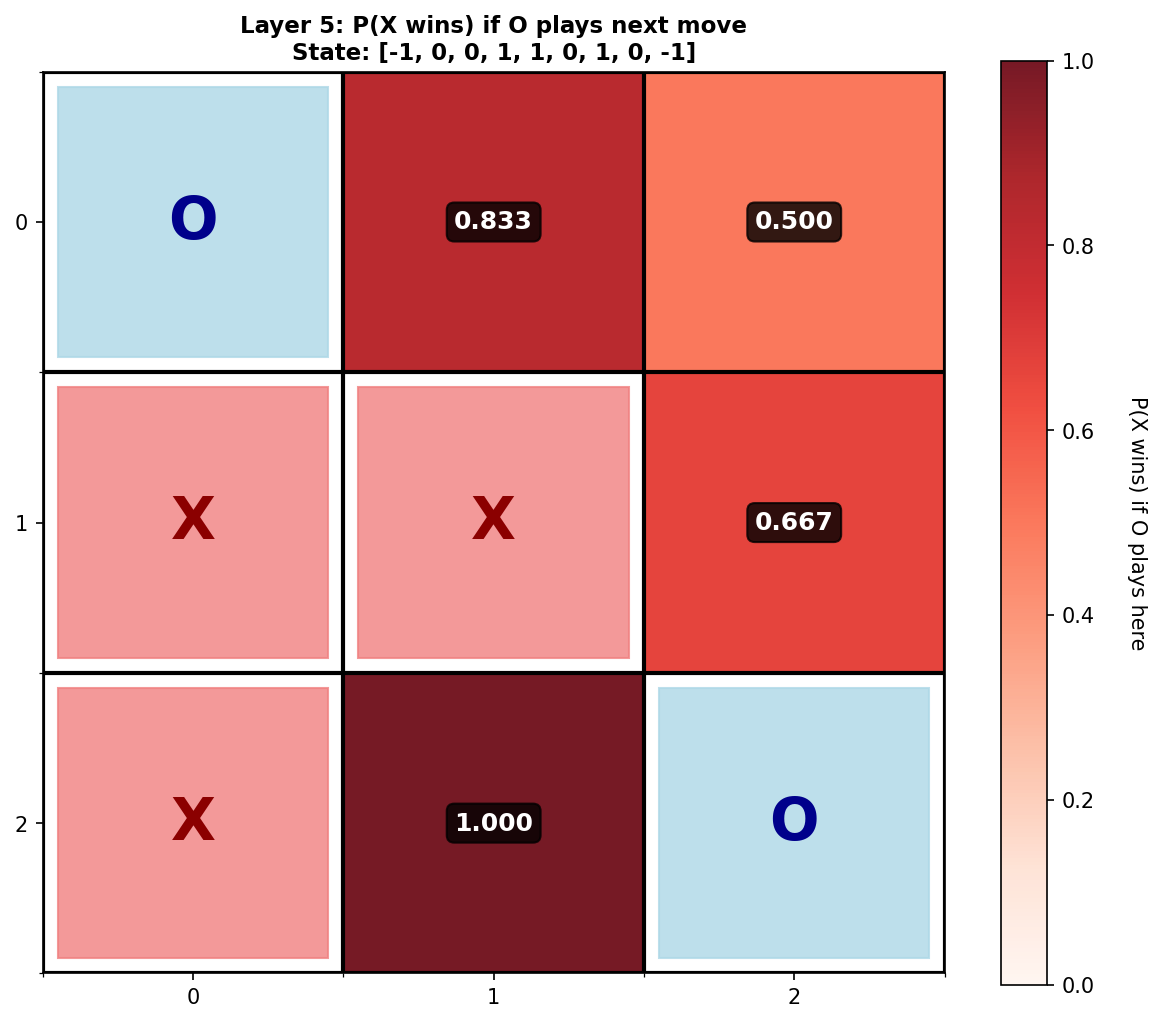 Layer 5: P(X wins) if O plays next move
State: [-1, 0, 0, 1, 1, 0, 1, 0, -1]
O
0.833
0.500
X
X
0.667
X
1.000
O
0
1
2
0
1
2
1.0
0.8
0.6
0.4
0.2
0.0
P(X wins) if O plays here